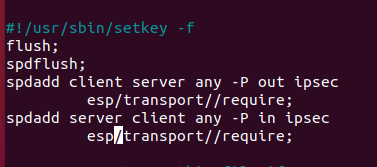 #!/usr/sbin/setkey -f
flush;
spdflush;
spdadd client server any -P out ipsec
esp/transport//require;
spdadd server client any -P in ipsec
esp/transport//require;